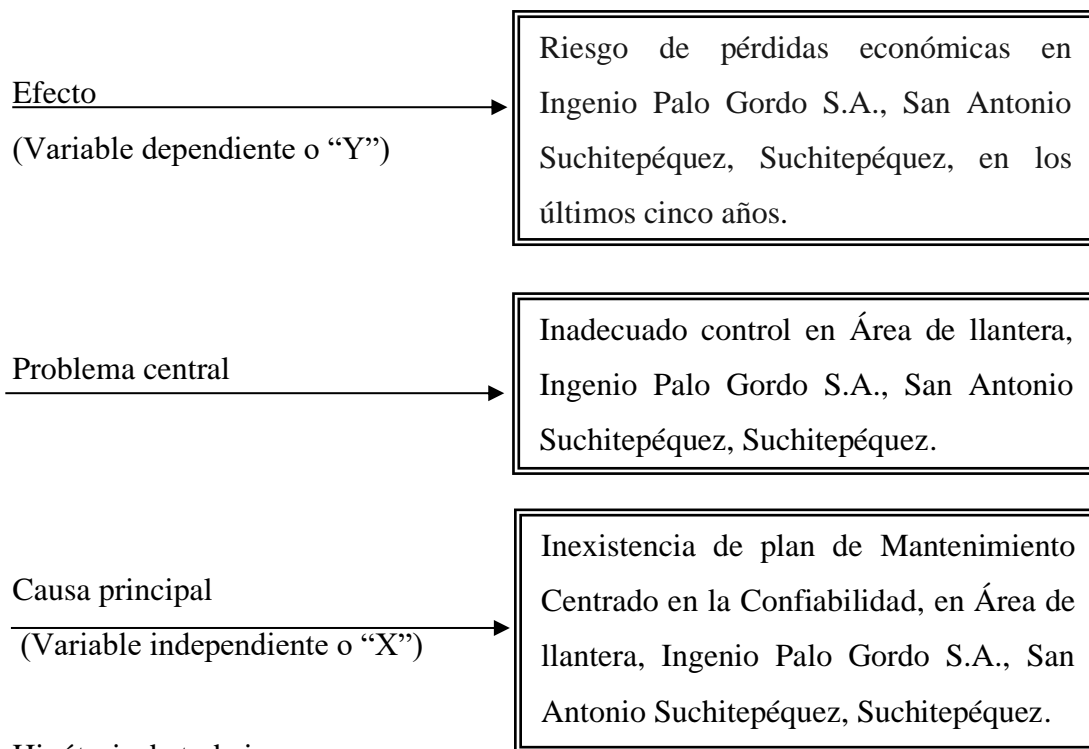 Efecto
(Variable dependiente o “Y”)
Riesgo de pérdidas económicas en
Ingenio Palo Gordo S.A., San Antonio
Suchitepéquez, Suchitepéquez, en los
últimos cinco años.
Problema central
Inadecuado control en Área de llantera,
Ingenio Palo Gordo S.A., San Antonio
Suchitepéquez, Suchitepéquez.
Causa principal
(Variable independiente o “X”)
Inexistencia de plan de Mantenimiento
Centrado en la Confiabilidad, en Área de
llantera, Ingenio Palo Gordo S.A., San
Antonio Suchitepéquez, Suchitepéquez.